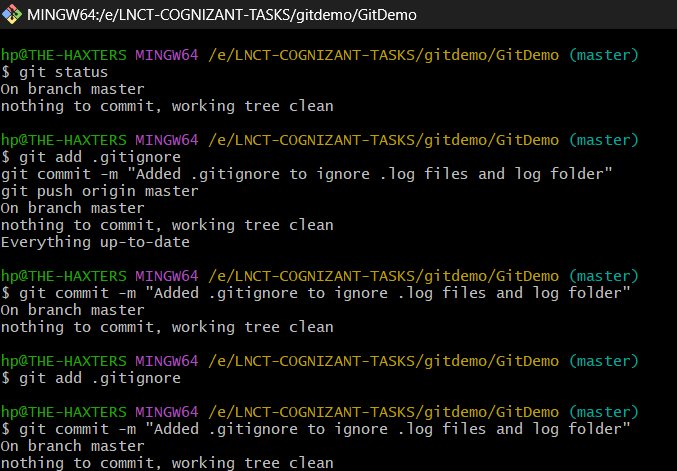 MINGW64:/e/LNCT-COGNIZANT-TASKS/gitdemo/GitDemo
hp@THE-HAXTERS MINGW64 /e/LNCT-COGNIZANT-TASKS/gitdemo/GitDemo (master)
$ git status
On branch master
nothing to commit, working tree clean
hp@THE-HAXTERS MINGW64 /e/LNCT-COGNIZANT-TASKS/gitdemo/GitDemo (master)
$ git add .gitignore
git commit -m "Added .gitignore to ignore .log files and log folder"
git push origin master
On branch master
nothing to commit, working tree clean
Everything up-to-date
hp@THE-HAXTERS MINGW64 /e/LNCT-COGNIZANT-TASKS/gitdemo/GitDemo (master)
$ git commit -m "Added .gitignore to ignore .log files and log folder"
On branch master
nothing to commit, working tree clean
hp@THE-HAXTERS MINGW64 /e/LNCT-COGNIZANT-TASKS/gitdemo/GitDemo (master)
$ git add .gitignore
hp@THE-HAXTERS MINGW64 /e/LNCT-COGNIZANT-TASKS/gitdemo/GitDemo (master)
$ git commit -m "Added .gitignore to ignore .log files and log folder"
On branch master
nothing to commit, working tree clean